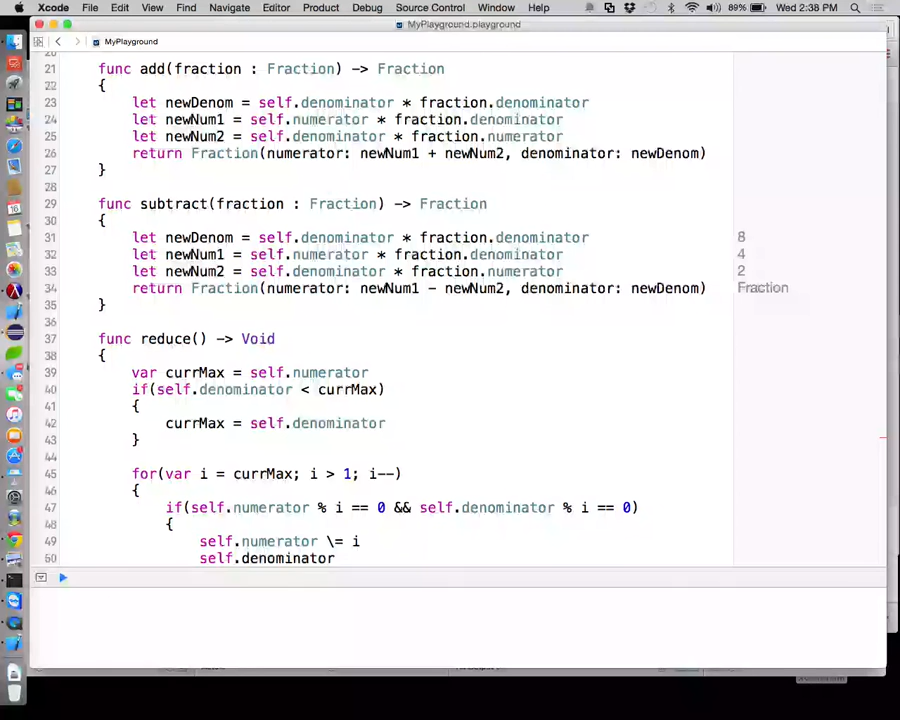 Xcode File Edit View Find Navigate Editor Product Debug Source Control Window Help 89% Wed 2:38 PM
MyPlayground.playground
MyPlayground
21 func add(fraction : Fraction) -> Fraction
22 {
23 let newDenom = self.denominator * fraction.denominator
24 let newNum1 = self.numerator * fraction.denominator
25 let newNum2 = self.denominator * fraction.numerator
26 return Fraction(numerator: newNum1 + newNum2, denominator: newDenom)
27 }
28
29 func subtract(fraction : Fraction) -> Fraction
30 {
31 let newDenom = self.denominator * fraction.denominator 8
32 let newNum1 = self.numerator * fraction.denominator 4
33 let newNum2 = self.denominator * fraction.numerator 2
34 return Fraction(numerator: newNum1 - newNum2, denominator: newDenom) Fraction
35 }
36
37 func reduce() -> Void
38 {
39 var currMax = self.numerator
40 if(self.denominator < currMax)
41 {
42 currMax = self.denominator
43 }
44
45 for(var i = currMax; i > 1; i--)
46 {
47 if(self.numerator % i == 0 && self.denominator % i == 0)
48 {
49 self.numerator \= i
50 self.denominator